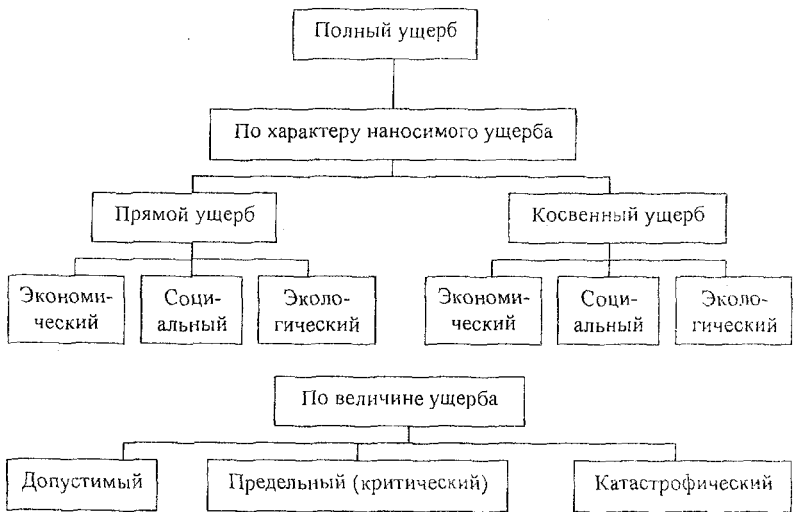 Полный ущерб
По характеру наносимого ущерба
Прямой ущерб
Косвенный ущерб
Экономи-
ческий
Соци-
альный
Эколо-
гический
Экономи-
ческий
Соци-
альный
Эколо-
гический
По величине ущерба
Допустимый
Предельный (критический)
Катастрофический